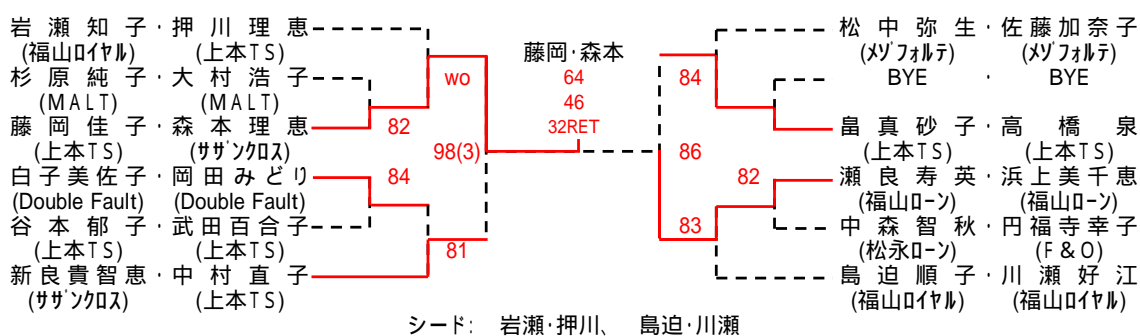 岩瀬知子・押川理恵
(福山ロイヤル) (上本TS)
杉原純子・大村浩子
(MALT) (MALT)
藤岡佳子・森本理恵
(上本TS) (サザンクロス)
白子美佐子・岡田みどり
(Double Fault) (Double Fault)
谷本郁子・武田百合子
(上本TS) (上本TS)
新良貴智恵・中村直子
(サザンクロス) (上本TS)
82
84
wo
81
98(3)
藤岡・森本
64
46
32RET
86
84
83
82
松中弥生・佐藤加奈子
(メゾフォルテ) (メゾフォルテ)
BYE ・ BYE
畠真砂子・高橋泉
(上本TS) (上本TS)
瀬良寿英・浜上美千恵
(福山ローン) (福山ローン)
中森智秋・円福寺幸子
(松永ローン) (F&O)
島迫順子・川瀬好江
(福山ロイヤル) (福山ロイヤル)
シード: 岩瀬・押川、 島迫・川瀬